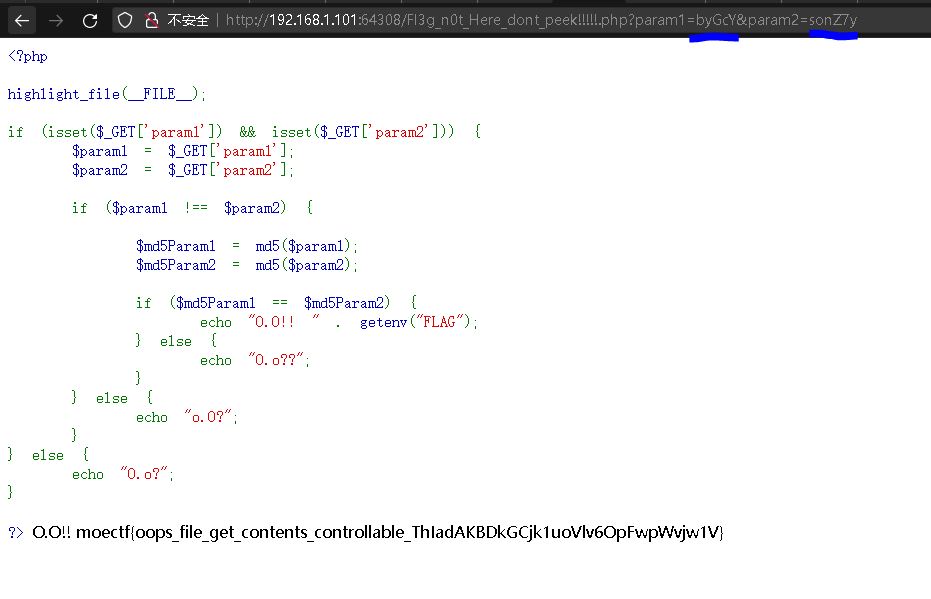 不安全 http://192.168.1.101:64308/Fl3g_n0t_Here_dont_peek!!!!!.php?param1=byGcY&param2=sonZ7y
<?php
highlight_file(__FILE__);
if (isset($_GET['param1']) && isset($_GET['param2'])) {
$param1 = $_GET['param1'];
$param2 = $_GET['param2'];
if ($param1 !== $param2) {
$md5Param1 = md5($param1);
$md5Param2 = md5($param2);
if ($md5Param1 == $md5Param2) {
echo "O.O!! " . getenv("FLAG");
} else {
echo "O.o??";
}
} else {
echo "o.O?";
}
} else {
echo "O.o?";
}
?> O.O!! moectf{oops_file_get_contents_controllable_ThIadAKBDkGCjk1uoVlv6OpFwpWvjw1V}